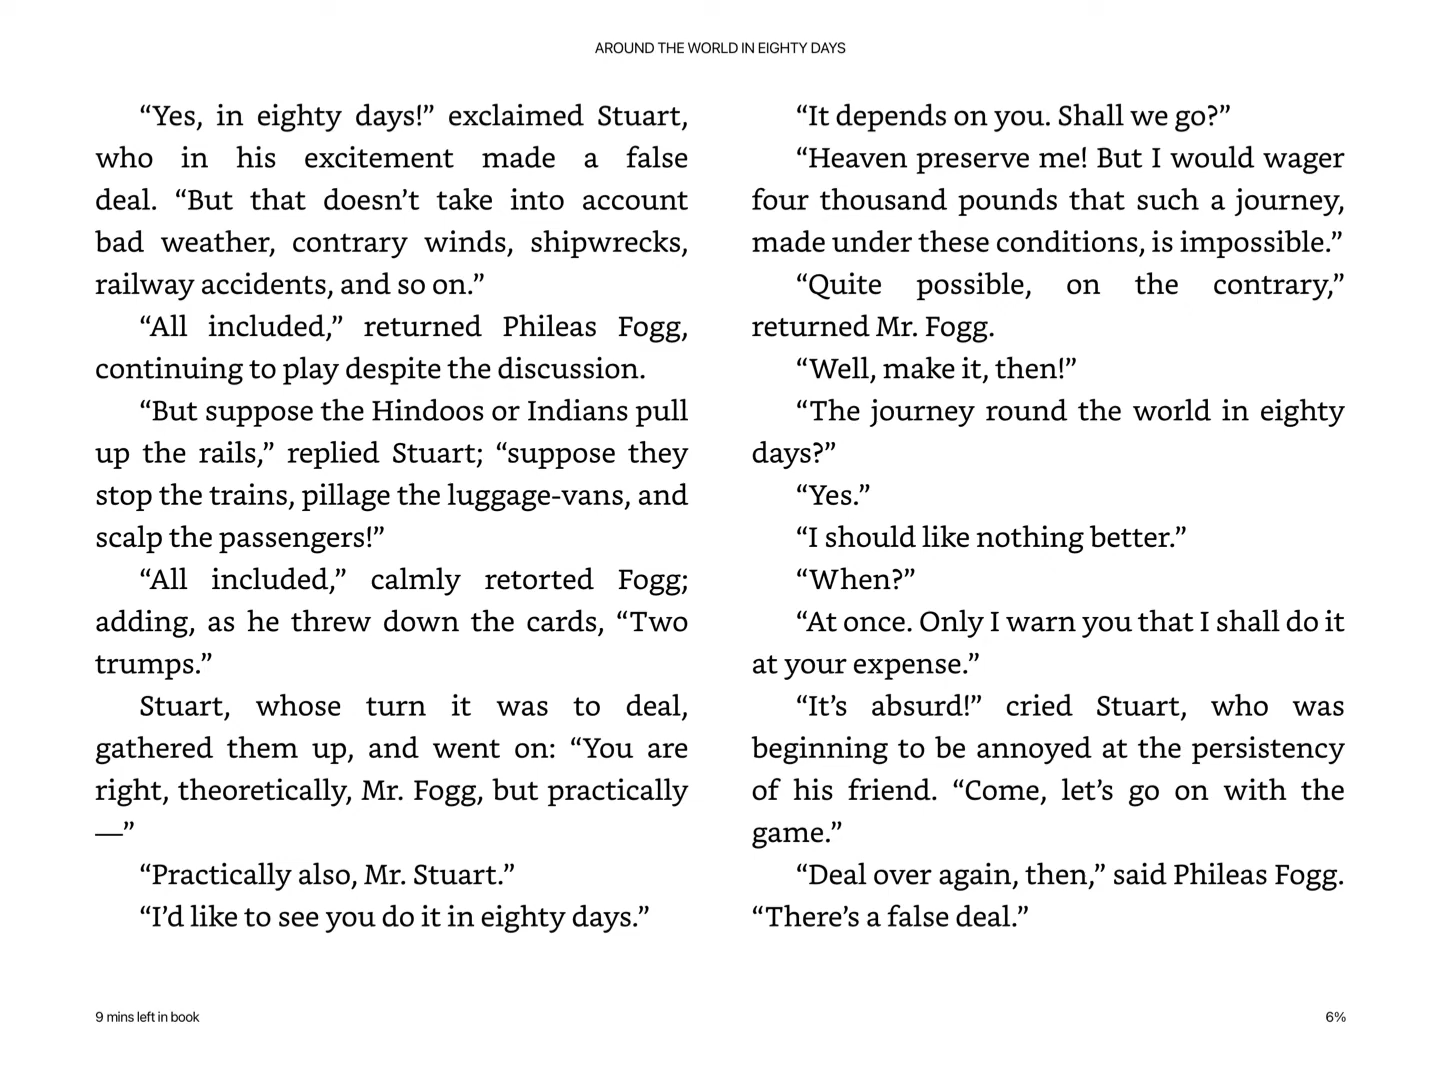 AROUND THE WORLD IN EIGHTY DAYS
“Yes, in eighty days!” exclaimed Stuart,
who in his excitement made a false
deal. “But that doesn’t take into account
bad weather, contrary winds, shipwrecks,
railway accidents, and so on.”
“All included,” returned Phileas Fogg,
continuing to play despite the discussion.
“But suppose the Hindoos or Indians pull
up the rails,” replied Stuart; “suppose they
stop the trains, pillage the luggage-vans, and
scalp the passengers!”
“All included,” calmly retorted Fogg;
adding, as he threw down the cards, “Two
trumps.”
Stuart, whose turn it was to deal,
gathered them up, and went on: “You are
right, theoretically, Mr. Fogg, but practically
—”
“Practically also, Mr. Stuart.”
“I’d like to see you do it in eighty days.”
“It depends on you. Shall we go?”
“Heaven preserve me! But I would wager
four thousand pounds that such a journey,
made under these conditions, is impossible.”
“Quite possible, on the contrary,”
returned Mr. Fogg.
“Well, make it, then!”
“The journey round the world in eighty
days?”
“Yes.”
“I should like nothing better.”
“When?”
“At once. Only I warn you that I shall do it
at your expense.”
“It’s absurd!” cried Stuart, who was
beginning to be annoyed at the persistency
of his friend. “Come, let’s go on with the
game.”
“Deal over again, then,” said Phileas Fogg.
“There’s a false deal.”
9 mins left in book
6%